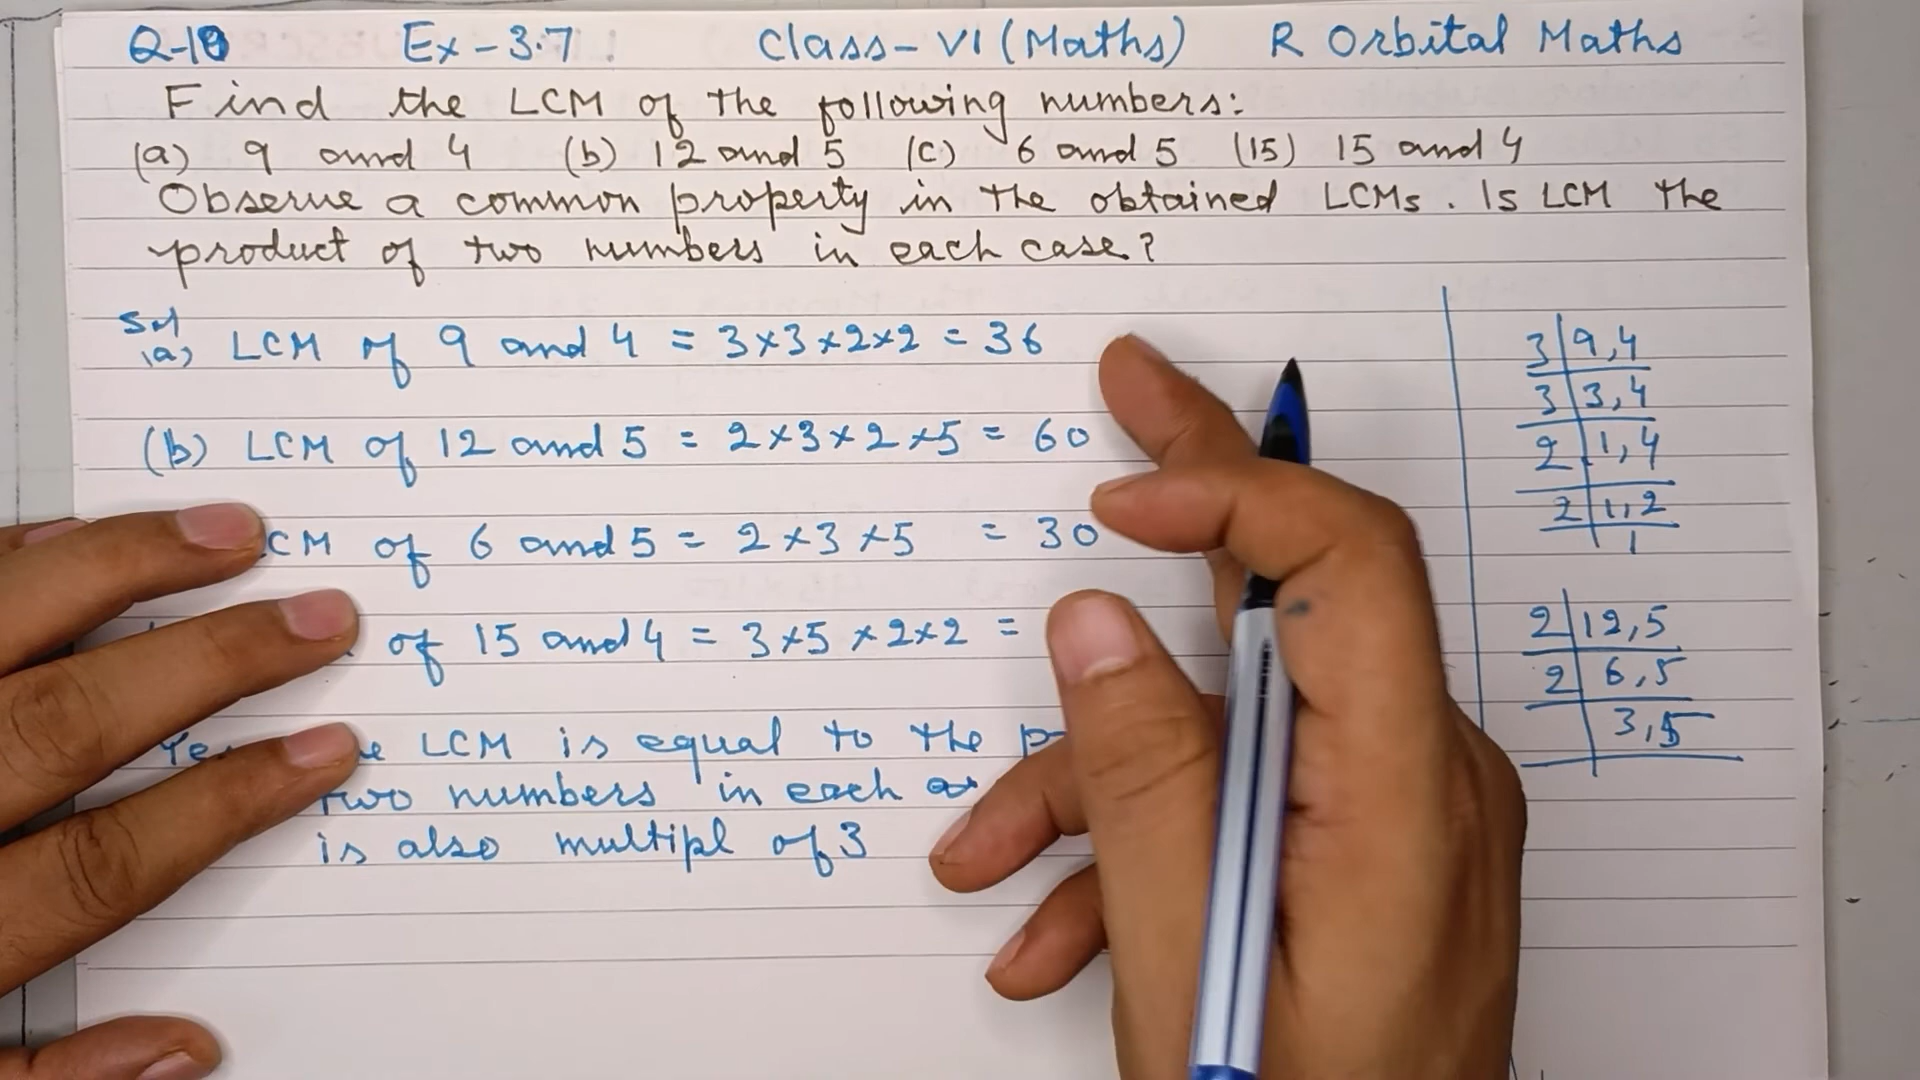 Q-10 Ex-3.7 Class-VI (Maths) R Orbital Maths
Find the LCM of the following numbers:
(a) 9 and 4 (b) 12 and 5 (c) 6 and 5 (15) 15 and 4
Observe a common property in the obtained LCMs. Is LCM the
product of two numbers in each case?
Sol
(a) LCM of 9 and 4 = 3×3×2×2 = 36
(b) LCM of 12 and 5 = 2×3×2×5 = 60
CM of 6 and 5 = 2×3×5 = 30
of 15 and 4 = 3×5×2×2 =
LCM is equal to the
two numbers in each
is also multipl of 3
3 | 9,4
3 | 3,4
2 | 1,4
2 | 1,2
1
2 | 12,5
2 | 6,5
3,5